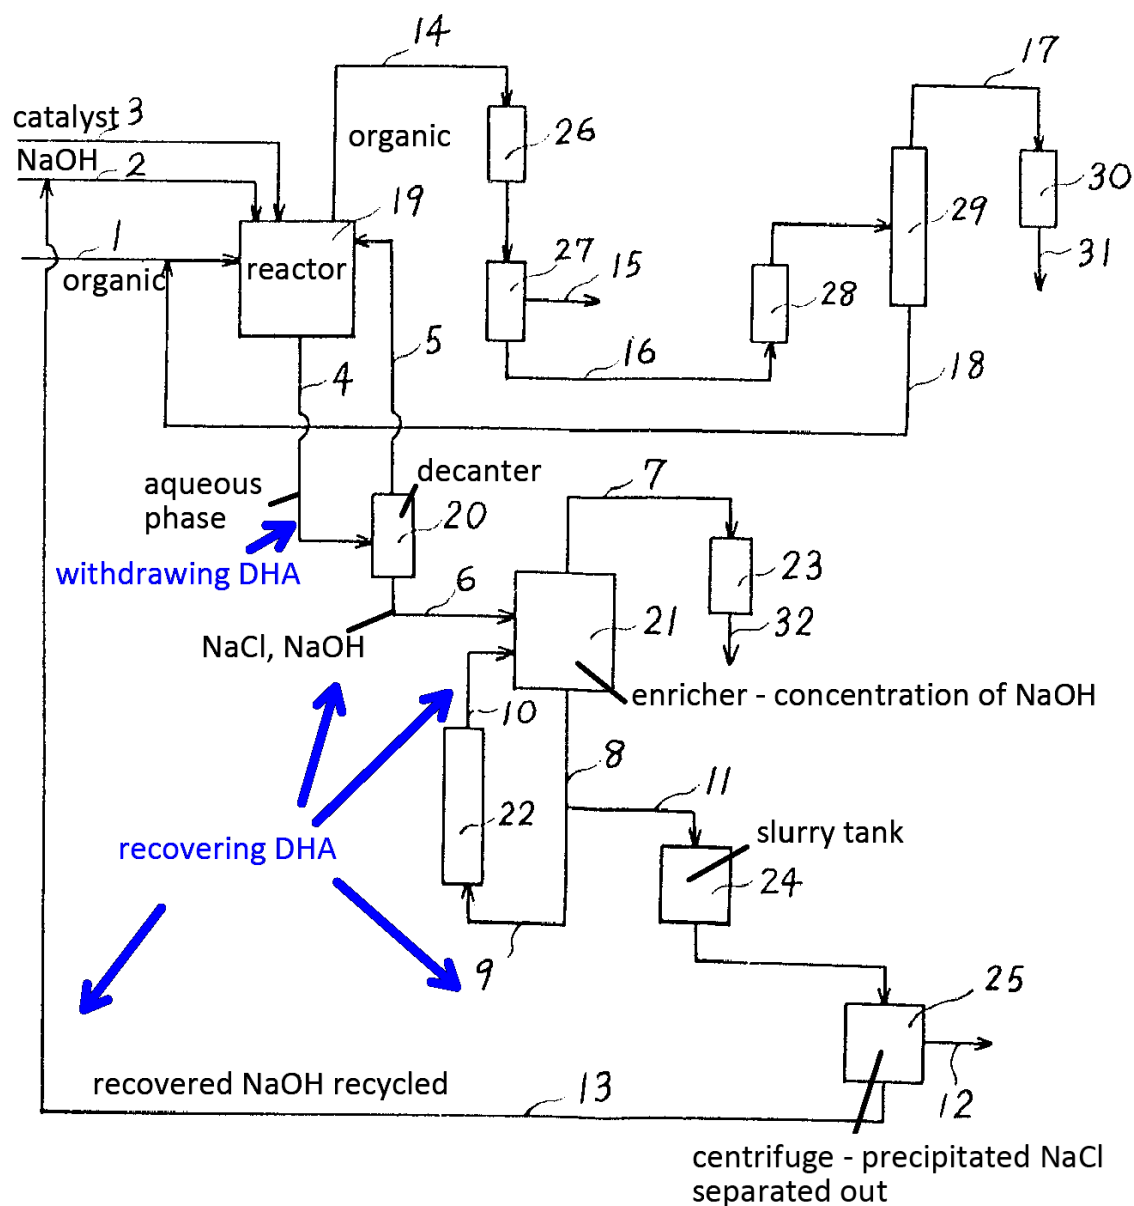 14
17
catalyst 3
organic
26
NaOH 2
30
19
29
1
reactor
27
15
31
organic
28
5
16
4
18
decanter
7
aqueous
phase
20
withdrawing DHA
23
6
21
32
NaCl, NaOH
enricher - concentration of NaOH
10
8
11
22
slurry tank
recovering DHA
24
9
25
recovered NaOH recycled
13
12
centrifuge - precipitated NaCl
separated out